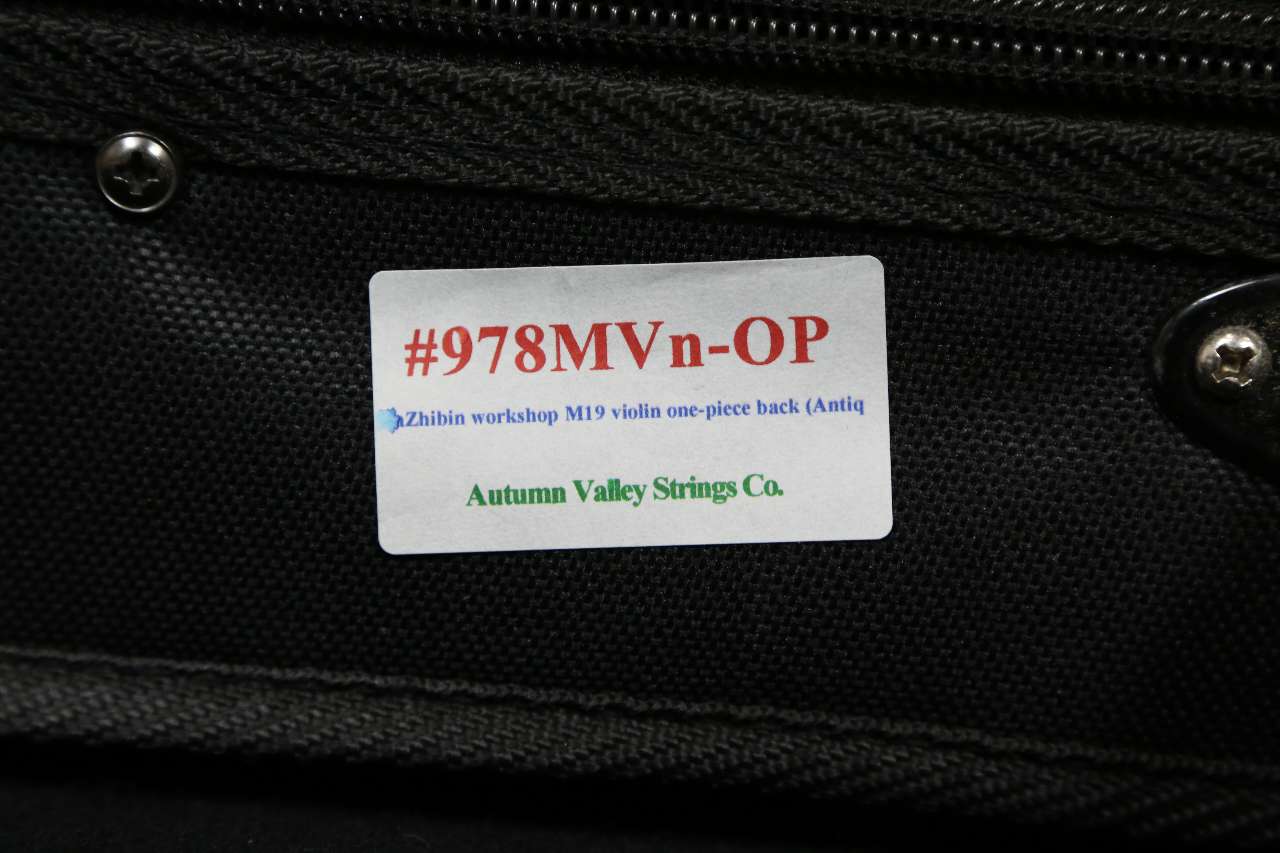 #978MVn-OP
Zhibin workshop M19 violin one-piece back (Antiq
Autumn Valley Strings Co.